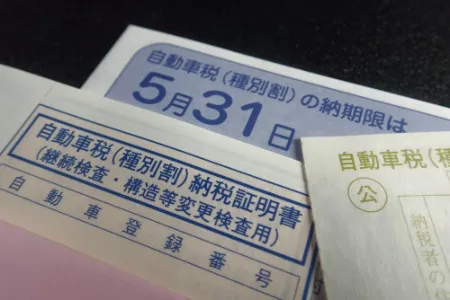 自動車税(種別割)の納期限は
5月31日
自動車税(種別割)納税証明書
(継続検査・構造等変更検査用)
自動車登録番号
自動車税(種
公
納税者の住